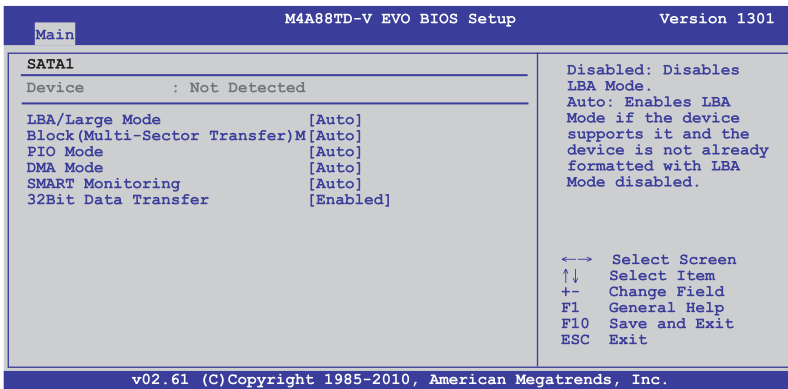 M4A88TD-V EVO BIOS Setup Version 1301
Main
SATA1
Device : Not Detected
LBA/Large Mode [Auto]
Block(Multi-Sector Transfer)M[Auto]
PIO Mode [Auto]
DMA Mode [Auto]
SMART Monitoring [Auto]
32Bit Data Transfer [Enabled]
Disabled: Disables
LBA Mode.
Auto: Enables LBA
Mode if the device
supports it and the
device is not already
formatted with LBA
Mode disabled.
←→ Select Screen
↑↓ Select Item
+- Change Field
F1 General Help
F10 Save and Exit
ESC Exit
v02.61 (C)Copyright 1985-2010, American Megatrends, Inc.